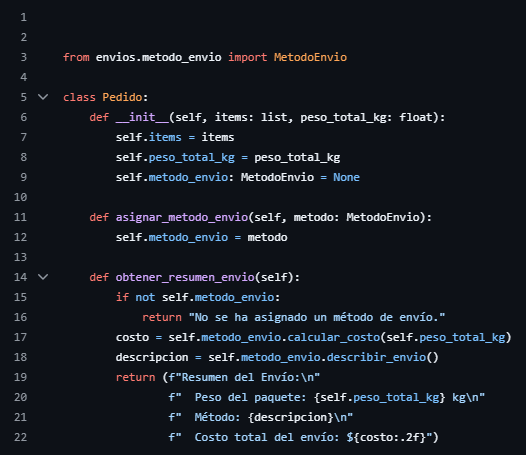 1
2
3 from envios.metodo_envio import MetodoEnvio
4
5 class Pedido:
6     def __init__(self, items: list, peso_total_kg: float):
7         self.items = items
8         self.peso_total_kg = peso_total_kg
9         self.metodo_envio: MetodoEnvio = None
10
11     def asignar_metodo_envio(self, metodo: MetodoEnvio):
12         self.metodo_envio = metodo
13
14     def obtener_resumen_envio(self):
15         if not self.metodo_envio:
16             return "No se ha asignado un método de envío."
17         costo = self.metodo_envio.calcular_costo(self.peso_total_kg)
18         descripcion = self.metodo_envio.describir_envio()
19         return (f"Resumen del Envío:\n"
20                 f"  Peso del paquete: {self.peso_total_kg} kg\n"
21                 f"  Método: {descripcion}\n"
22                 f"  Costo total del envío: ${costo:.2f}")